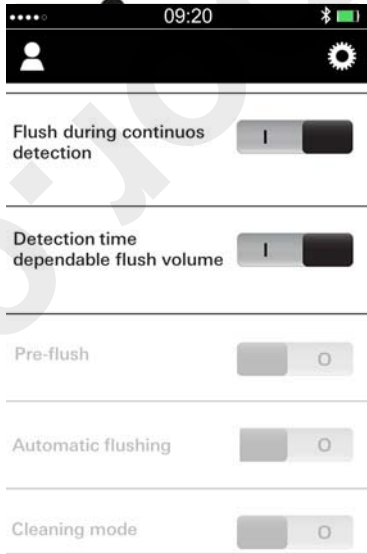 09:20
Flush during continuos
detection
I
Detection time
dependable flush volume
I
Pre-flush
O
Automatic flushing
O
Cleaning mode
O